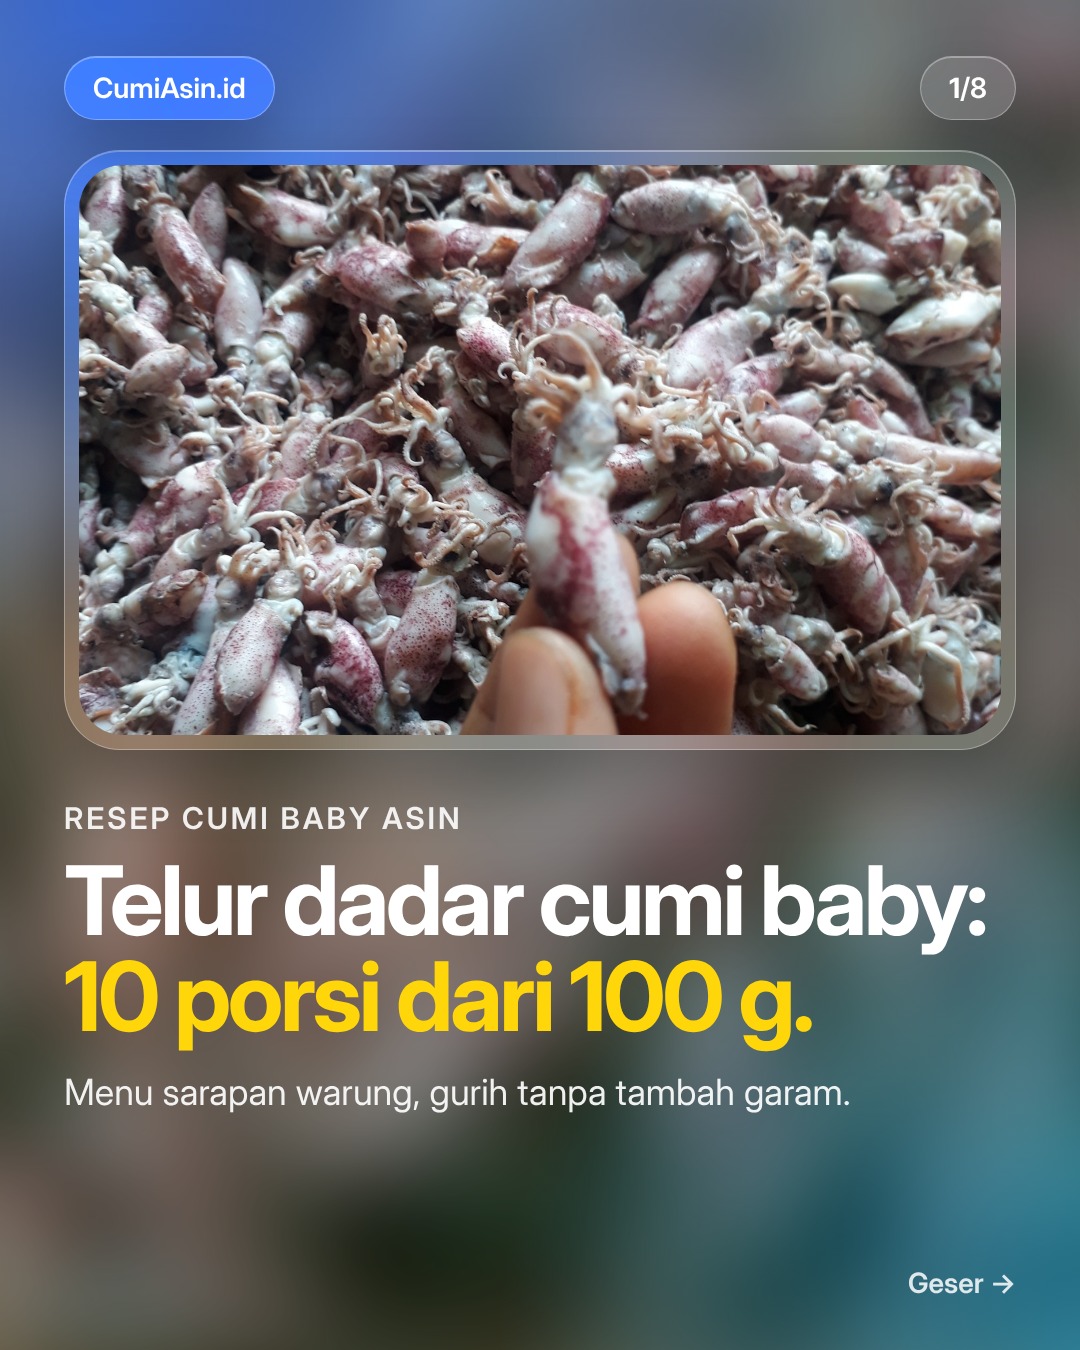 CumiAsin.id
1/8
RESEP CUMI BABY ASIN
Telur dadar cumi baby:
10 porsi dari 100 g.
Menu sarapan warung, gurih tanpa tambah garam.
Geser →